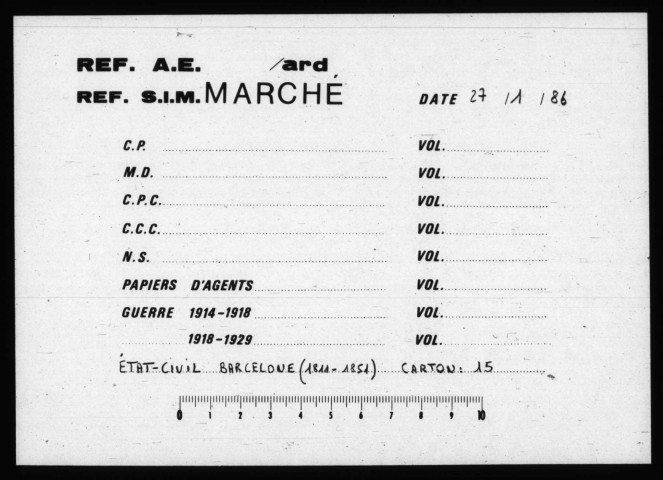 REF. A.E. /ard
REF. S.I.M. MARCHÉ DATE 27 / 1 / 86
C.P. VOL.
M.D. VOL.
C.P.C. VOL.
C.C.C. VOL.
N.S. VOL.
PAPIERS D'AGENTS VOL.
GUERRE 1914-1918 VOL.
1918-1929 VOL.
ÉTAT-CIVIL BARCELONE (1811-1851) CARTON: 15
0 1 2 3 4 5 6 7 8 9 10